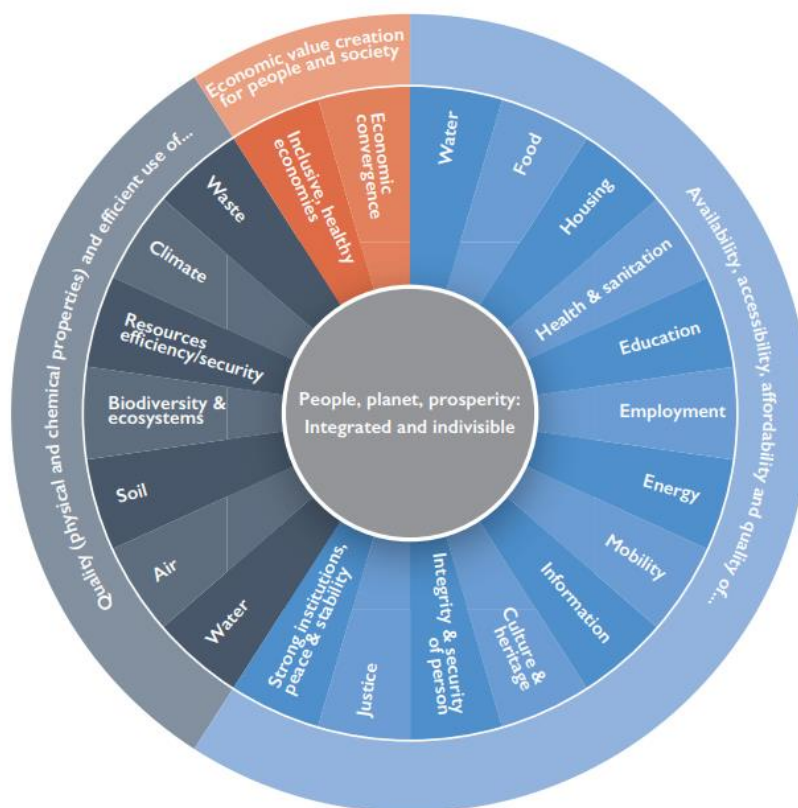 Economic value creation
for people and society
Availability, accessibility, affordability and quality of...
Quality (physical and chemical properties) and efficient use of...
Inclusive, healthy
economies
Economic
convergence
Water
Food
Housing
Health & sanitation
Education
Employment
Energy
Mobility
Information
Culture &
heritage
Integrity & security
of person
Justice
Strong institutions,
peace & stability
Water
Air
Soil
Biodiversity &
ecosystems
Resources
efficiency/security
Climate
Waste
People, planet, prosperity:
Integrated and indivisible